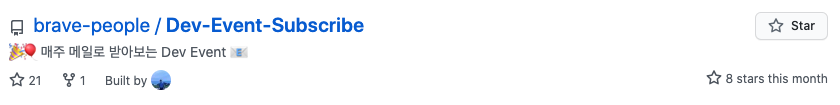 brave-people / Dev-Event-Subscribe
Star
매주 메일로 받아보는 Dev Event
21 1 Built by
8 stars this month